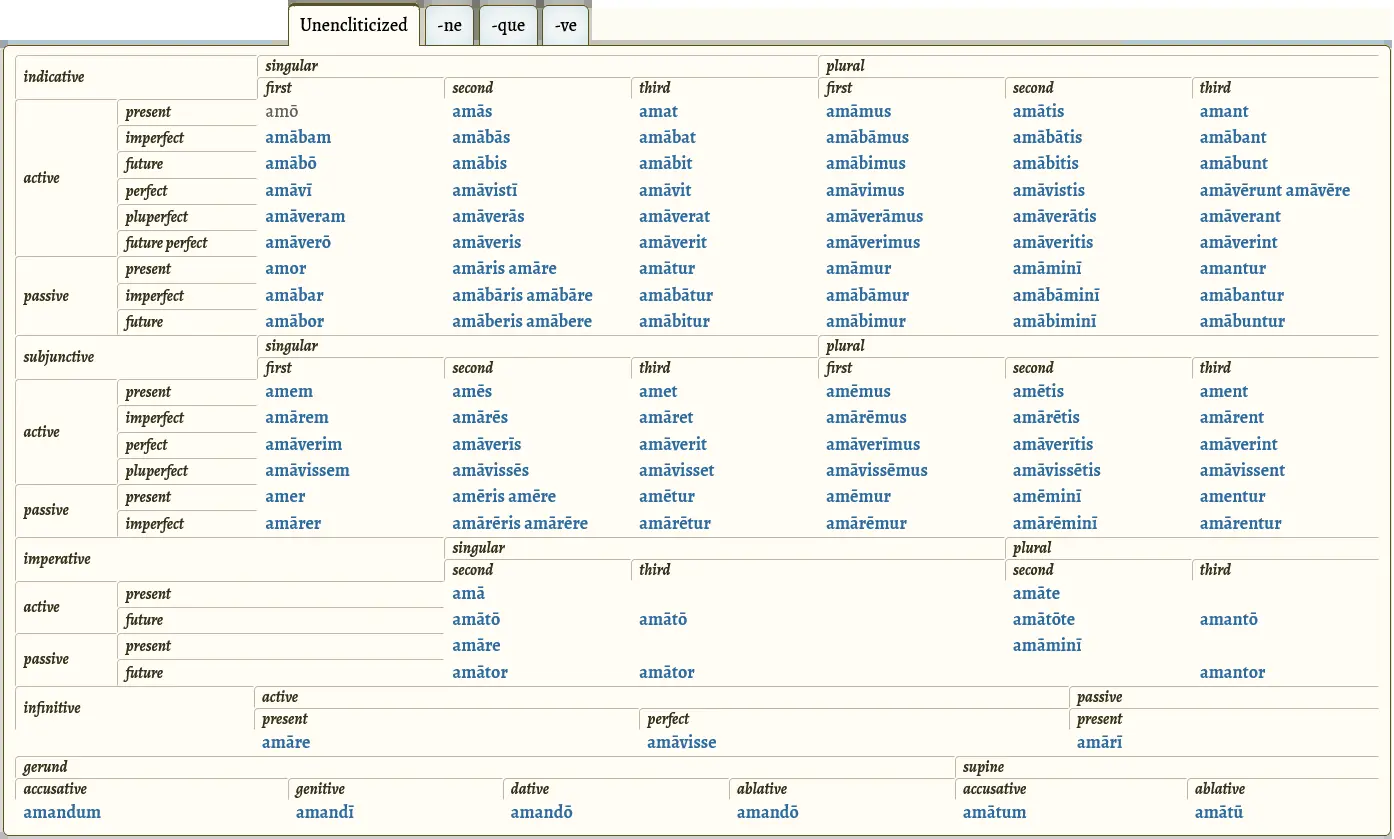 Unencliticized -ne -que -ve
indicative singular plural
first second third first second third
active present amō amās amat amāmus amātis amant
imperfect amābam amābās amābat amābāmus amābātis amābant
future amābō amābis amābit amābimus amābitis amābunt
perfect amāvī amāvistī amāvit amāvimus amāvistis amāvērunt amāvēre
pluperfect amāveram amāverās amāverat amāverāmus amāverātis amāverant
future perfect amāverō amāveris amāverit amāverimus amāveritis amāverint
passive present amor amāris amāre amātur amāmur amāminī amantur
imperfect amābar amābāris amābāre amābātur amābāmur amābāminī amābantur
future amābor amāberis amābere amābitur amābimur amābiminī amābuntur
subjunctive singular plural
first second third first second third
active present amem amēs amet amēmus amētis ament
imperfect amārem amārēs amāret amārēmus amārētis amārent
perfect amāverim amāverīs amāverit amāverīmus amāverītis amāverint
pluperfect amāvissem amāvissēs amāvisset amāvissēmus amāvissētis amāvissent
passive present amer amēris amēre amētur amēmur amēminī amentur
imperfect amārer amārēris amārēre amārētur amārēmur amārēminī amārentur
imperative singular plural
second third second third
active present amā amāte
future amātō amātō amātōte amantō
passive present amāre amāminī
future amātor amātor amantor
infinitive active passive
present perfect present
amāre amāvisse amārī
gerund supine
accusative genitive dative ablative accusative ablative
amandum amandī amandō amandō amātum amātū